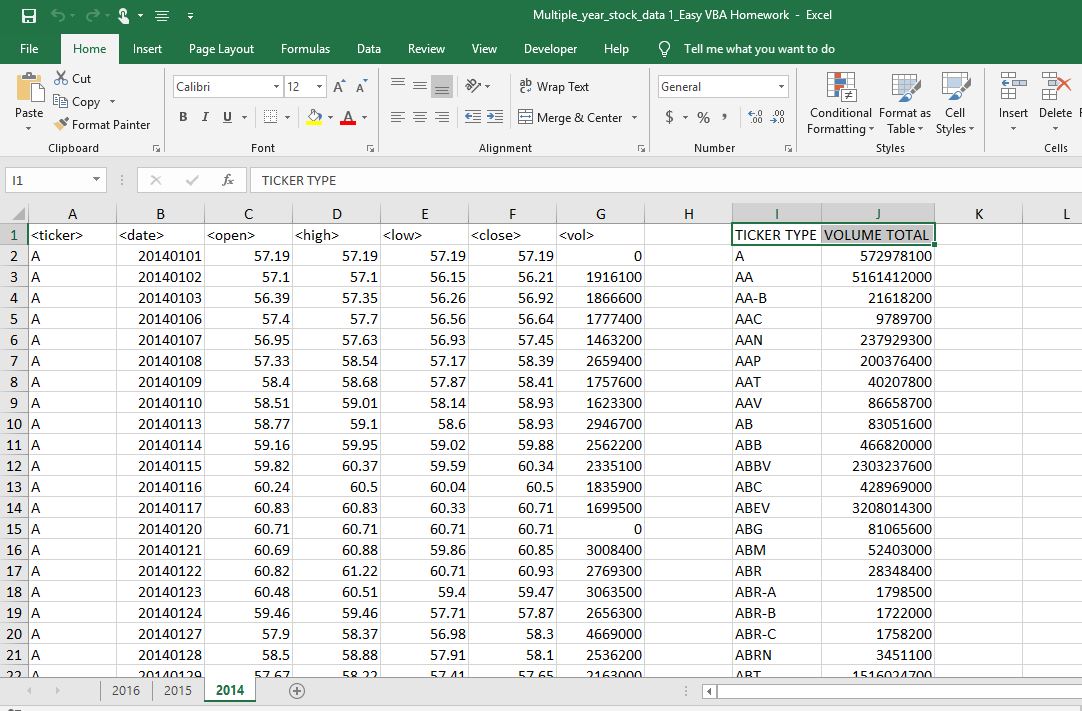 Multiple_year_stock_data 1_Easy VBA Homework - Excel
File Home Insert Page Layout Formulas Data Review View Developer Help Tell me what you want to do
Paste
Cut
Copy
Format Painter
Clipboard
Calibri 12
B I U A
Font
ab Wrap Text
Merge & Center
Alignment
General
$ % ,
Number
Conditional Formatting
Format as Table
Cell Styles
Styles
Insert Delete
Cells
I1 fx TICKER TYPE
A B C D E F G H I J K L
1 <ticker> <date> <open> <high> <low> <close> <vol> TICKER TYPE VOLUME TOTAL
2 A 20140101 57.19 57.19 57.19 57.19 0 A 572978100
3 A 20140102 57.1 57.1 56.15 56.21 1916100 AA 5161412000
4 A 20140103 56.39 57.35 56.26 56.92 1866600 AA-B 21618200
5 A 20140106 57.4 57.7 56.56 56.64 1777400 AAC 9789700
6 A 20140107 56.95 57.63 56.93 57.45 1463200 AAN 237929300
7 A 20140108 57.33 58.54 57.17 58.39 2659400 AAP 200376400
8 A 20140109 58.4 58.68 57.87 58.41 1757600 AAT 40207800
9 A 20140110 58.51 59.01 58.14 58.93 1623300 AAV 86658700
10 A 20140113 58.77 59.1 58.6 58.93 2946700 AB 83051600
11 A 20140114 59.16 59.95 59.02 59.88 2562200 ABB 466820000
12 A 20140115 59.82 60.37 59.59 60.34 2335100 ABBV 2303237600
13 A 20140116 60.24 60.5 60.04 60.5 1835900 ABC 428969000
14 A 20140117 60.83 60.83 60.33 60.71 1699500 ABEV 3208014300
15 A 20140120 60.71 60.71 60.71 60.71 0 ABG 81065600
16 A 20140121 60.69 60.88 59.86 60.85 3008400 ABM 52403000
17 A 20140122 60.82 61.22 60.71 60.93 2769300 ABR 28348400
18 A 20140123 60.48 60.51 59.4 59.47 3063500 ABR-A 1798500
19 A 20140124 59.46 59.46 57.71 57.87 2656300 ABR-B 1722000
20 A 20140127 57.9 58.37 56.98 58.3 4669000 ABR-C 1758200
21 A 20140128 58.5 58.88 57.91 58.1 2536200 ABRN 3451100
22 A 20140129 57.67 58.22 57.41 57.65 2163000 ABT 1516024700
2016 2015 2014